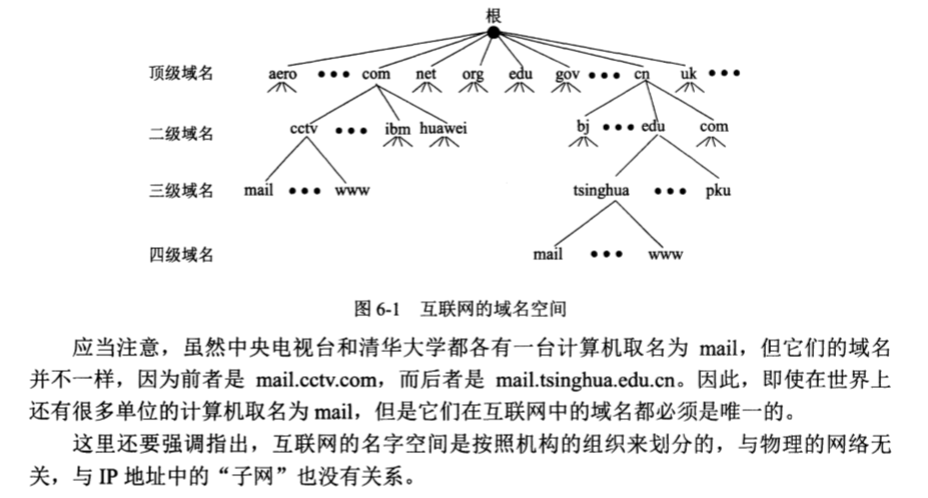 根
顶级域名 aero ••• com net org edu gov ••• cn uk •••
二级域名 cctv ••• ibm huawei bj ••• edu com
三级域名 mail ••• www tsinghua ••• pku
四级域名 mail ••• www
图 6-1 互联网的域名空间
应当注意，虽然中央电视台和清华大学都各有一台计算机取名为 mail，但它们的域名
并不一样，因为前者是 mail.cctv.com，而后者是 mail.tsinghua.edu.cn。因此，即使在世界上
还有很多单位的计算机取名为 mail，但是它们在互联网中的域名都必须是唯一的。
这里还要强调指出，互联网的名字空间是按照机构的组织来划分的，与物理的网络无
关，与 IP 地址中的“子网”也没有关系。